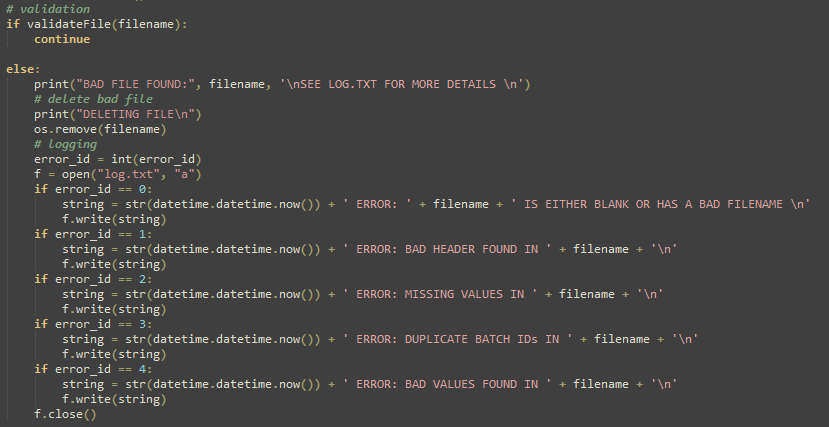 # validation
if validateFile(filename):
    continue

else:
    print("BAD FILE FOUND:", filename, '\nSEE LOG.TXT FOR MORE DETAILS \n')
    # delete bad file
    print("DELETING FILE\n")
    os.remove(filename)
    # logging
    error_id = int(error_id)
    f = open("log.txt", "a")
    if error_id == 0:
        string = str(datetime.datetime.now()) + ' ERROR: ' + filename + ' IS EITHER BLANK OR HAS A BAD FILENAME \n'
        f.write(string)
    if error_id == 1:
        string = str(datetime.datetime.now()) + ' ERROR: BAD HEADER FOUND IN ' + filename + '\n'
        f.write(string)
    if error_id == 2:
        string = str(datetime.datetime.now()) + ' ERROR: MISSING VALUES IN ' + filename + '\n'
        f.write(string)
    if error_id == 3:
        string = str(datetime.datetime.now()) + ' ERROR: DUPLICATE BATCH IDs IN ' + filename + '\n'
        f.write(string)
    if error_id == 4:
        string = str(datetime.datetime.now()) + ' ERROR: BAD VALUES FOUND IN ' + filename + '\n'
        f.write(string)
    f.close()